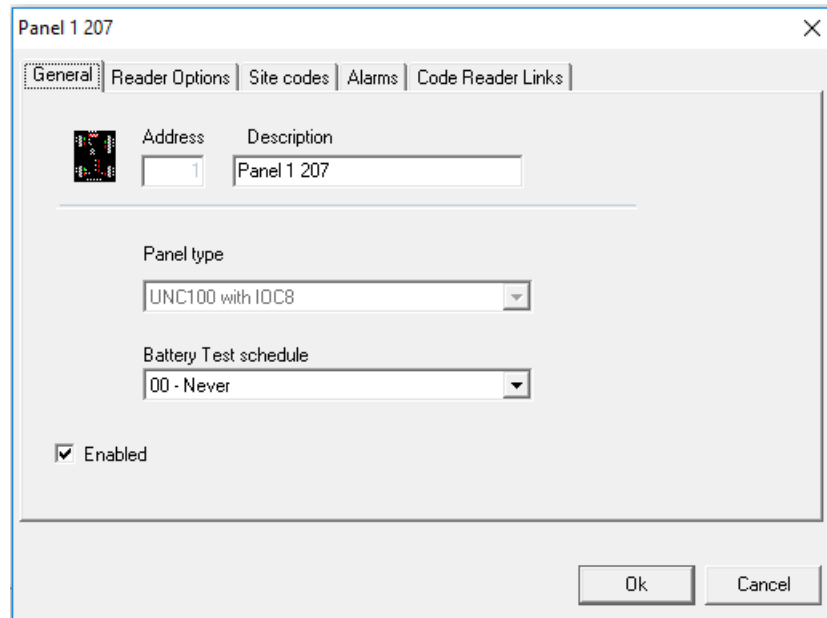 Panel 1 207
General Reader Options Site codes Alarms Code Reader Links
Address Description
1 Panel 1 207
Panel type
UNC100 with IOC8
Battery Test schedule
00 - Never
Enabled
Ok Cancel